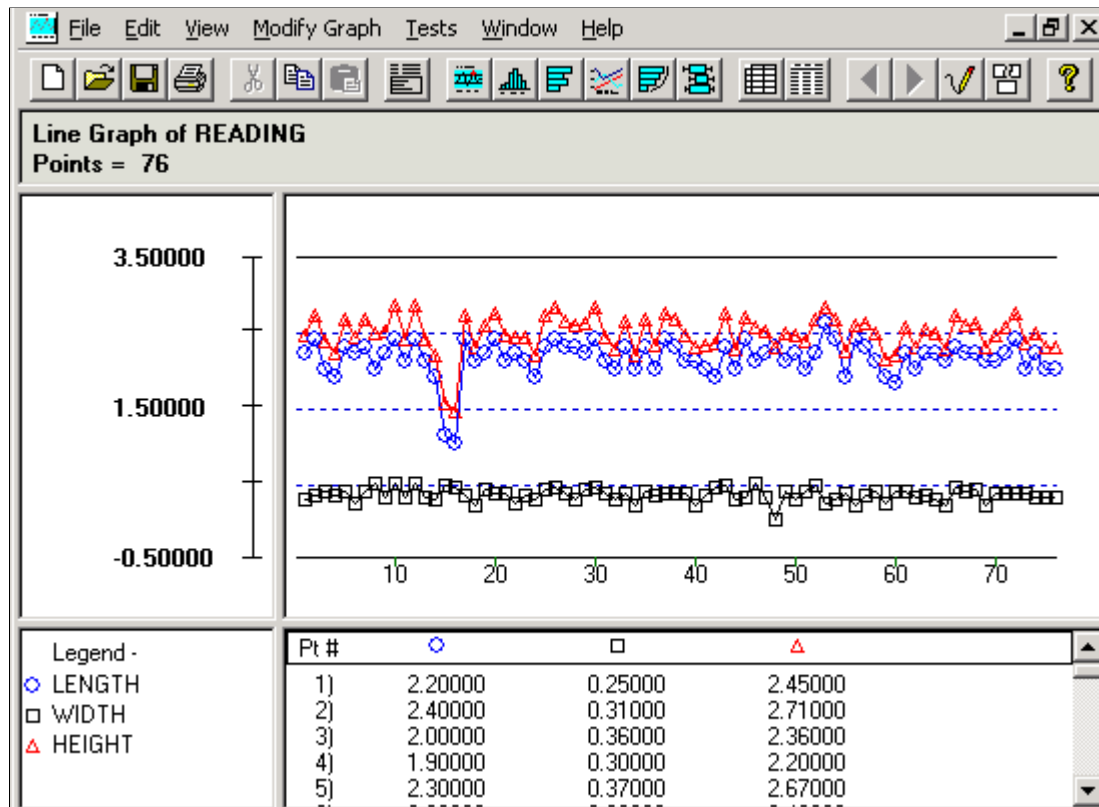 File Edit View Modify Graph Tests Window Help
Line Graph of READING
Points = 76
3.50000
1.50000
-0.50000
10 20 30 40 50 60 70
Legend -
LENGTH
WIDTH
HEIGHT
Pt #
1) 2.20000 0.25000 2.45000
2) 2.40000 0.31000 2.71000
3) 2.00000 0.36000 2.36000
4) 1.90000 0.30000 2.20000
5) 2.30000 0.37000 2.67000